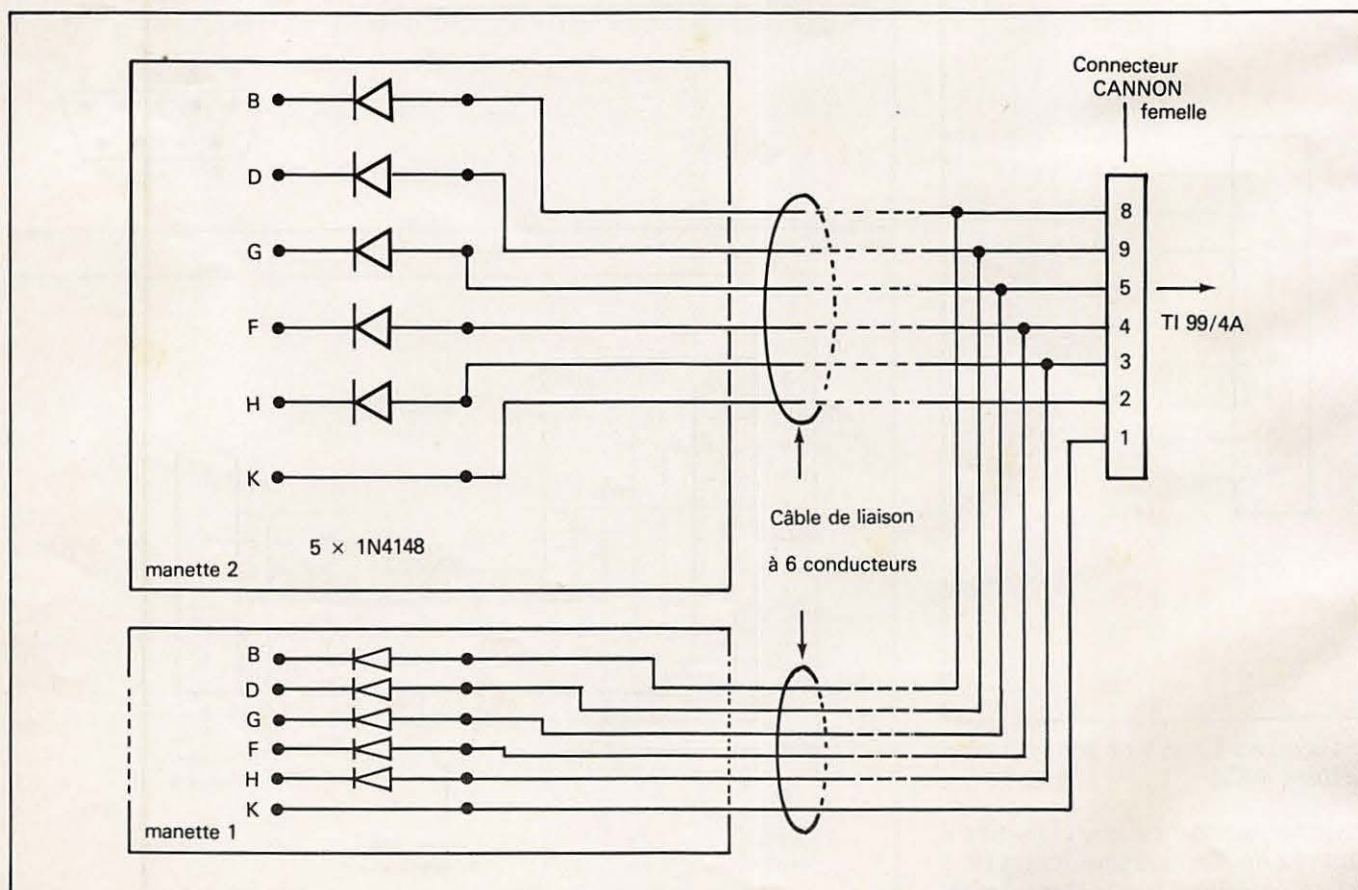 Connecteur
CANNON
femelle
B
D
G
F
H
K
5 × 1N4148
manette 2
8
9
5
4
3
2
1
TI 99/4A
Câble de liaison
à 6 conducteurs
B
D
G
F
H
K
manette 1